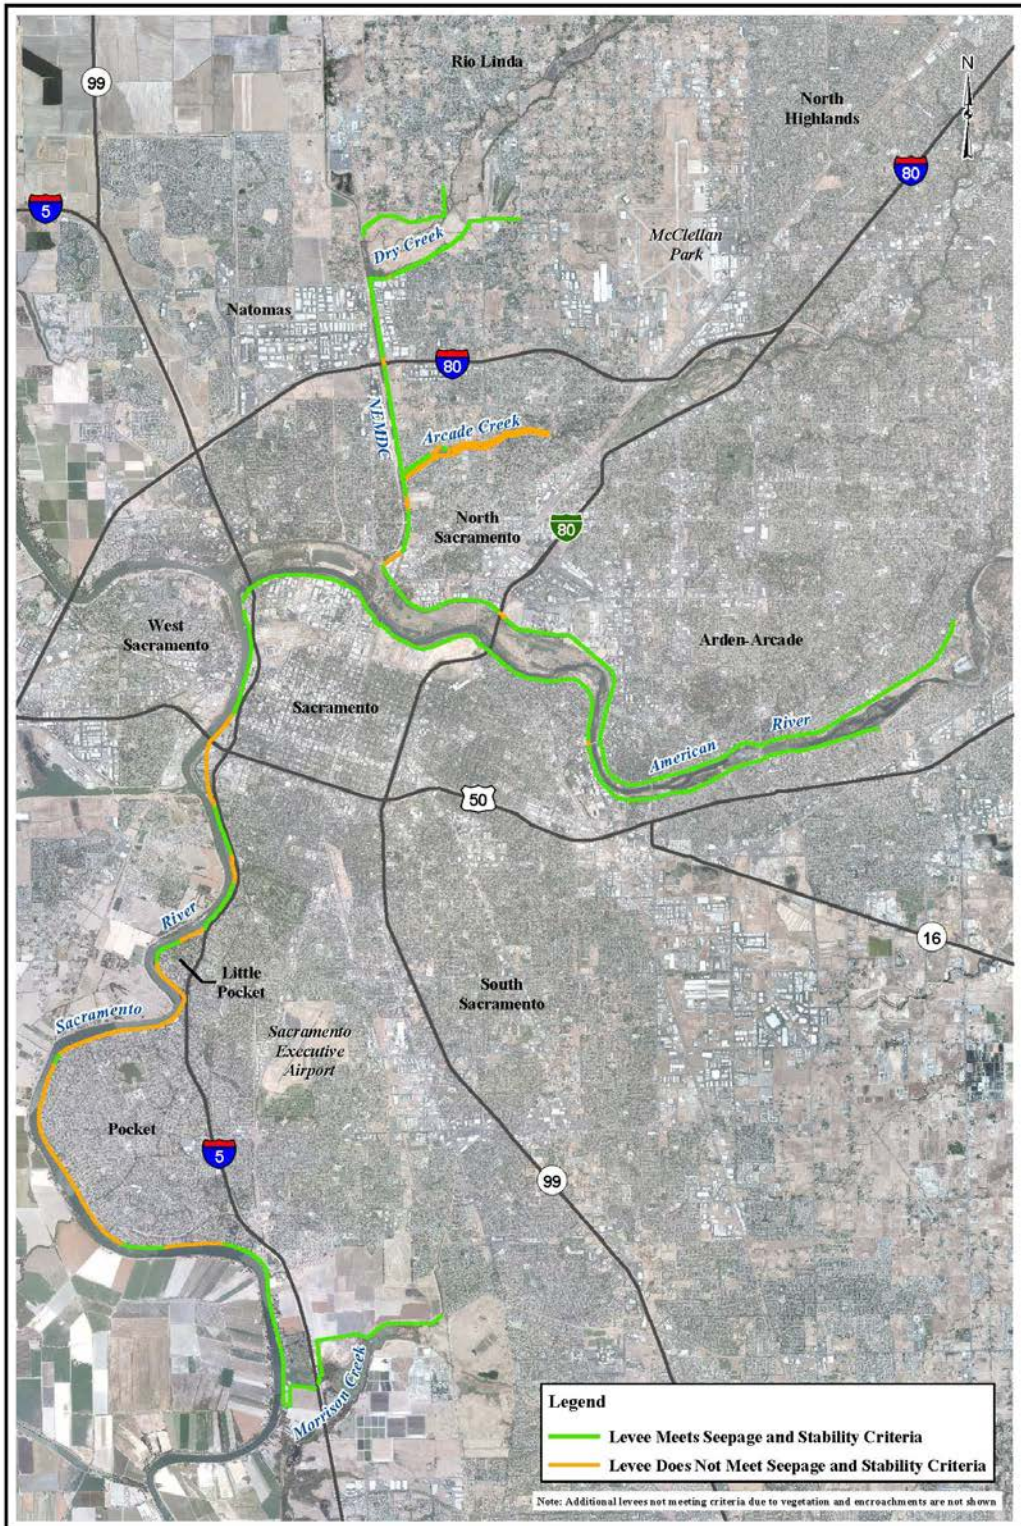 Rio Linda
99
North
Highlands
N
80
5
McClellan
Park
Dry Creek
Natomas
80
NEMDC
Arcade Creek
North
Sacramento
80
West
Sacramento
Arden-Arcade
Sacramento
American
River
50
River
16
Little
Pocket
South
Sacramento
Sacramento
Sacramento
Executive
Airport
Pocket
5
99
Morrison Creek
Legend
Levee Meets Seepage and Stability Criteria
Levee Does Not Meet Seepage and Stability Criteria
Note: Additional levees not meeting criteria due to vegetation and encroachments are not shown